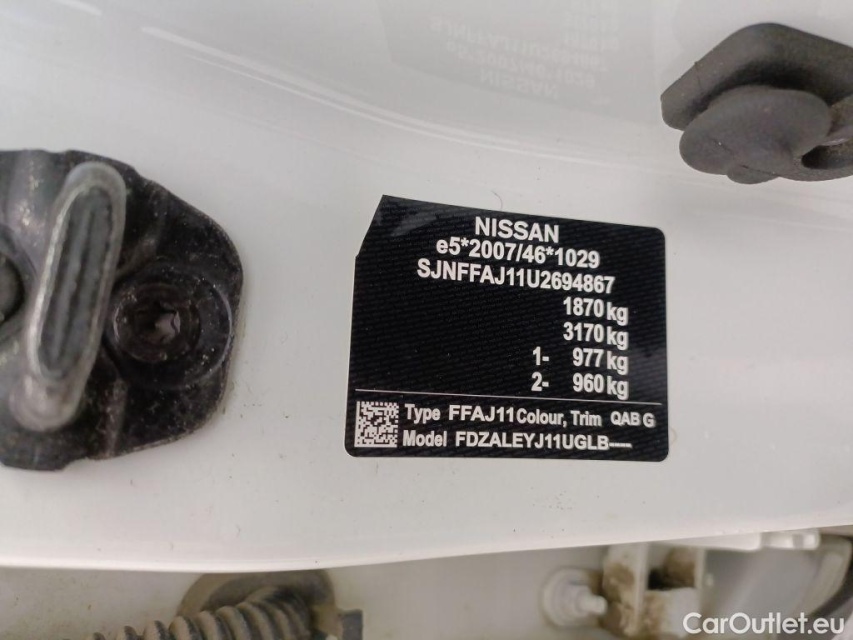 NISSAN
e5*2007/46*1029
SJNFFAJ11U2694867
1870 kg
3170 kg
1- 977 kg
2- 960 kg
Type FFAJ11 Colour, Trim QAB G
Model FDZALEYJ11UGLB----
CarOutlet.eu